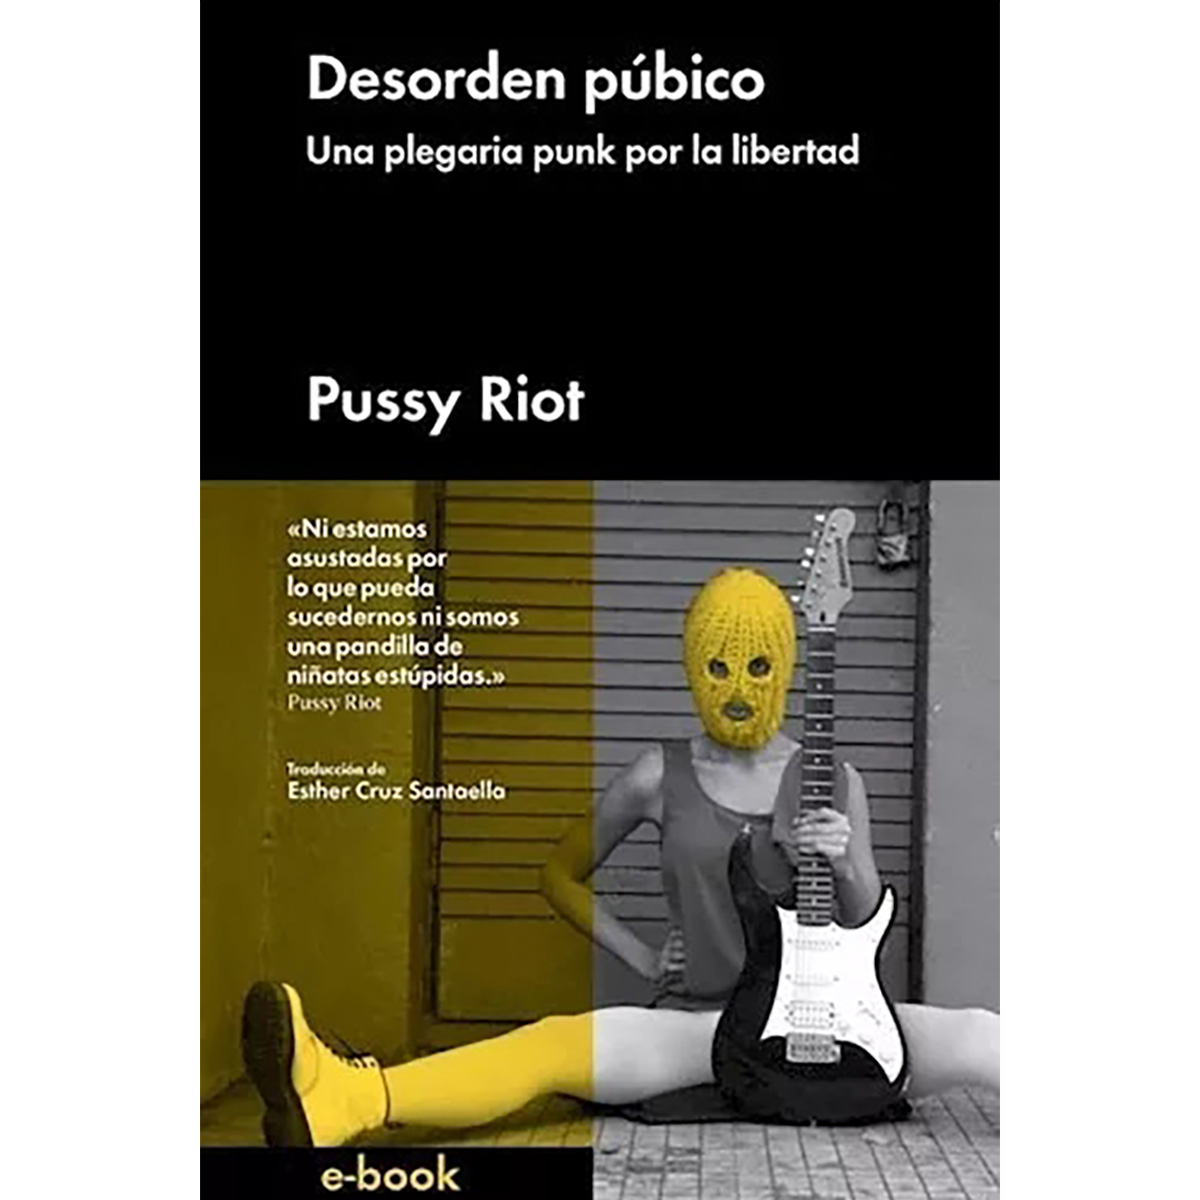 Desorden púbico
Una plegaria punk por la libertad
Pussy Riot
«Ni estamos
asustadas por
lo que pueda
sucedernos ni somos
una pandilla de
niñatas estúpidas.»
Pussy Riot
Traducción de
Esther Cruz Santaella
e-book